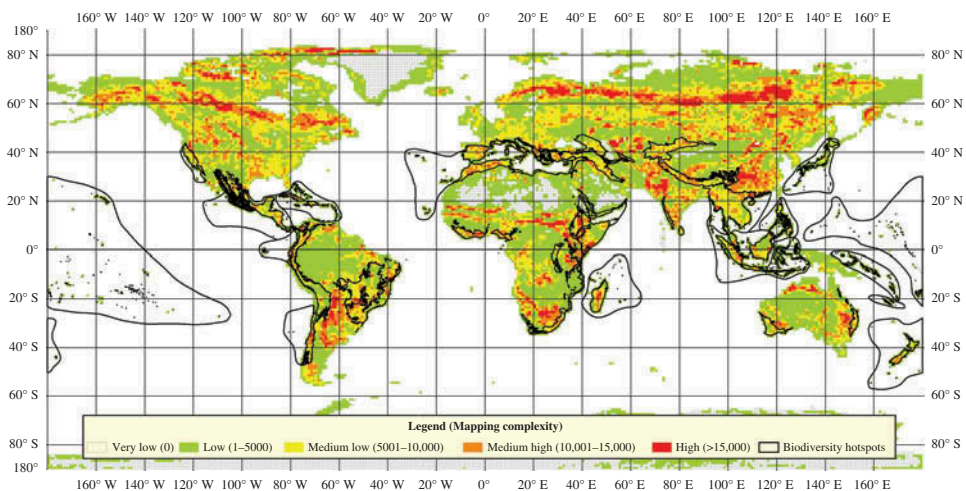 160° W 140° W 120° W 100° W 80° W 60° W 40° W 20° W 0° 20° E 40° E 60° E 80° E 100° E 120° E 140° E 160° E
180°
80° N 80° N
60° N 60° N
40° N 40° N
20° N 20° N
0° 0°
20° S 20° S
40° S 40° S
60° S 60° S
Legend (Mapping complexity)
80° S Very low (0) Low (1–5000) Medium low (5001–10,000) Medium high (10,001–15,000) High (>15,000) Biodiversity hotspots 80° S
180°
160° W 140° W 120° W 100° W 80° W 60° W 40° W 20° W 0° 20° E 40° E 60° E 80° E 100° E 120° E 140° E 160° E